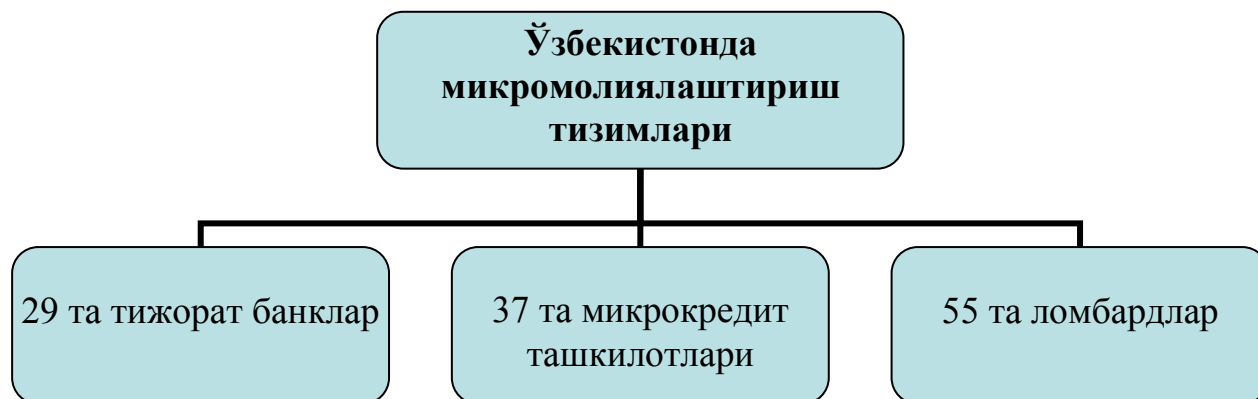 Ўзбекистонда
микромолиялаштириш
тизимлари
29 та тижорат банклар
37 та микрокредит
ташкилотлари
55 та ломбардлар